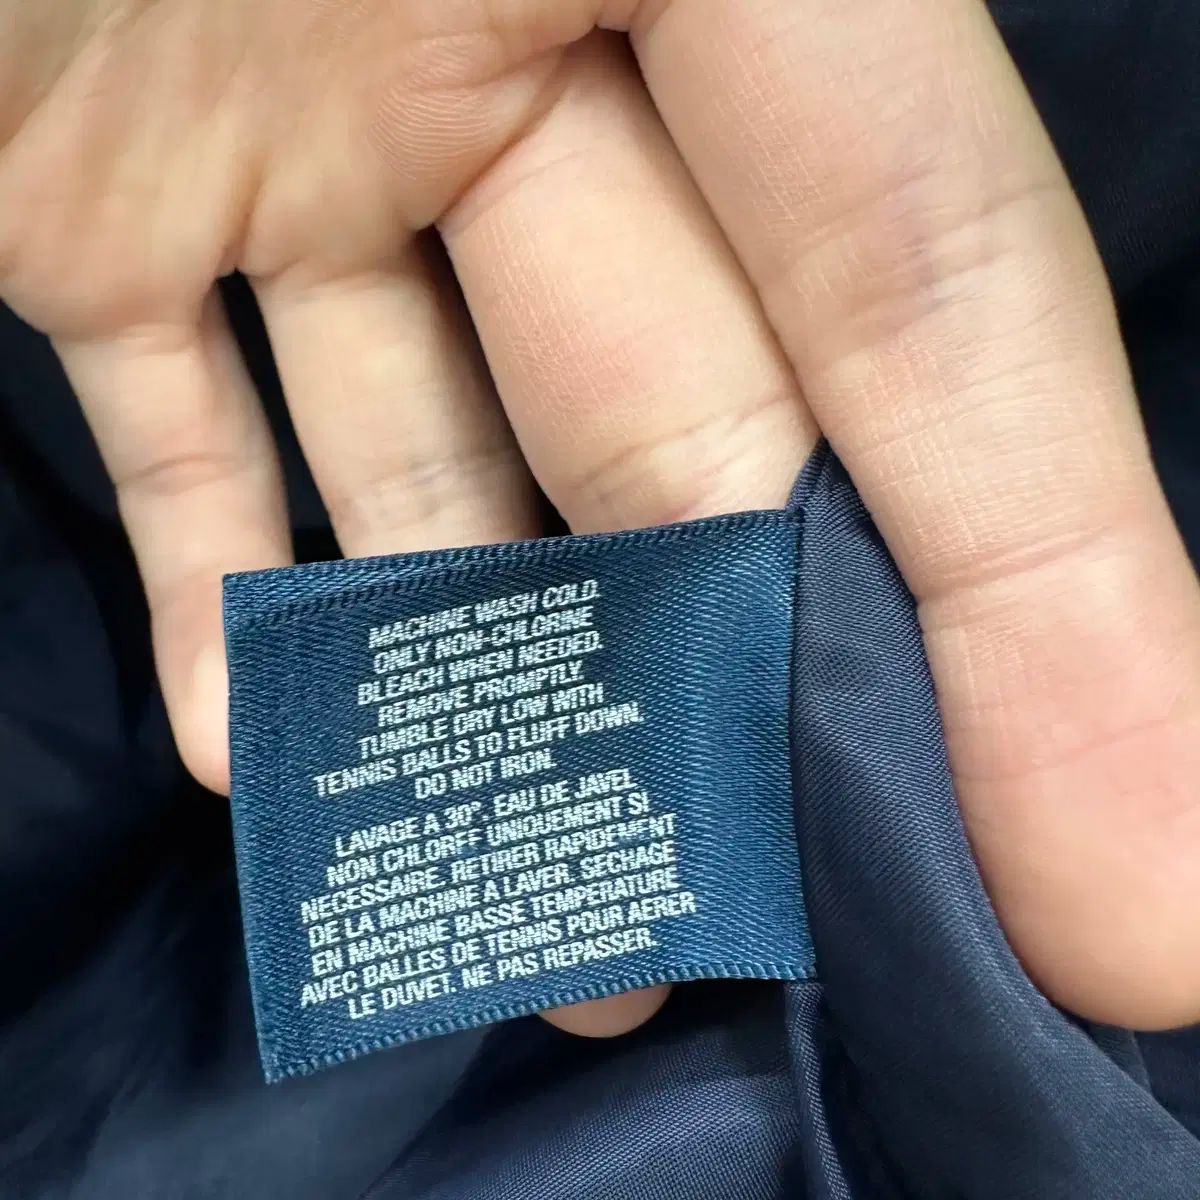 MACHINE WASH COLD.
ONLY NON-CHLORINE
BLEACH WHEN NEEDED.
REMOVE PROMPTLY.
TUMBLE DRY LOW WITH
TENNIS BALLS TO FLUFF DOWN.
DO NOT IRON.
LAVAGE A 30°. EAU DE JAVEL
NON CHLORFF UNIQUEMENT SI
NECESSAIRE. RETIRER RAPIDEMENT
DE LA MACHINE A LAVER. SECHAGE
EN MACHINE BASSE TEMPERATURE
AVEC BALLES DE TENNIS POUR AERER
LE DUVET. NE PAS REPASSER.